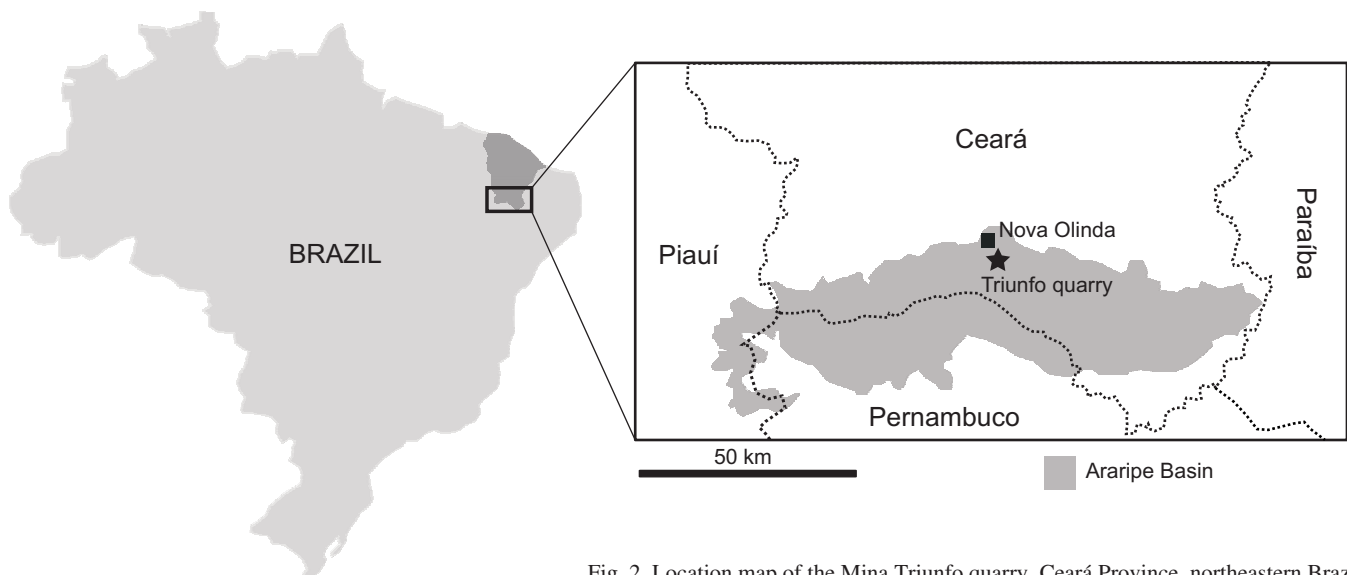 BRAZIL
Ceará
Piauí
Paraíba
Nova Olinda
Triunfo quarry
Pernambuco
50 km
Araripe Basin
Fig. 2. Location map of the Mina Triunfo quarry, Ceará Province, northeastern